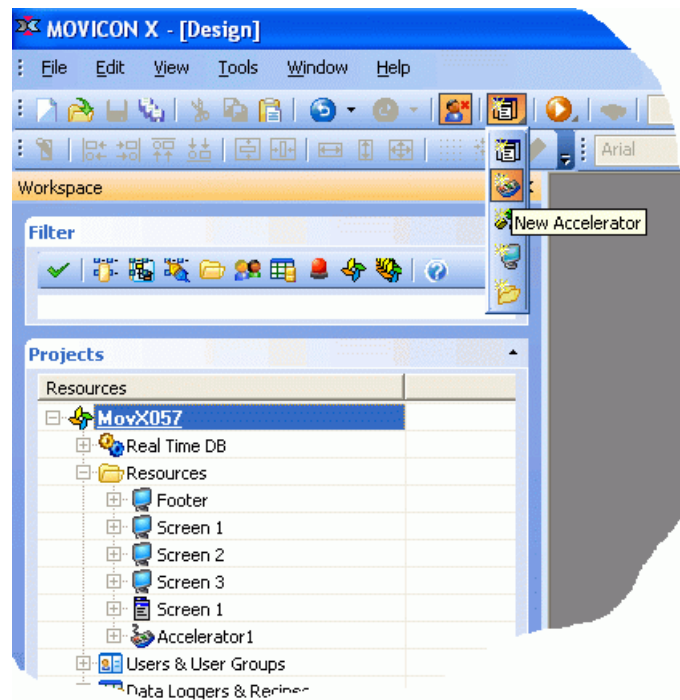 MOVICON X - [Design]
File Edit View Tools Window Help
Arial
Workspace
New Accelerator
Filter
Projects
Resources
MovX057
Real Time DB
Resources
Footer
Screen 1
Screen 2
Screen 3
Screen 1
Accelerator1
Users & User Groups
Data Loggers & Recipes